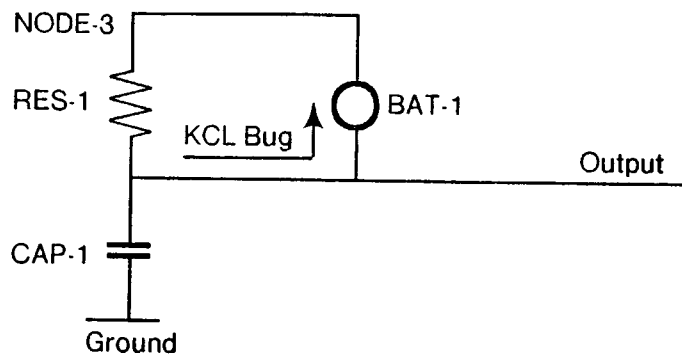 NODE-3
RES-1
BAT-1
KCL Bug
Output
CAP-1
Ground